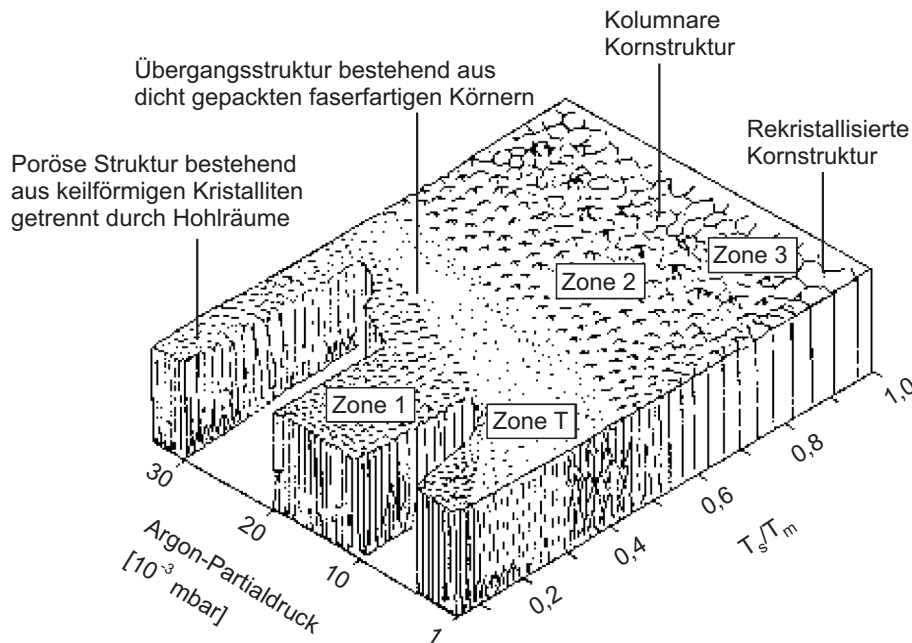 Kolumnare
Kornstruktur
Übergangsstruktur bestehend aus
dicht gepackten faserfartigen Körnern
Rekristallisierte
Kornstruktur
Poröse Struktur bestehend
aus keilförmigen Kristalliten
getrennt durch Hohlräume
Zone 3
Zone 2
Zone 1
Zone T
30
20
10
1
Argon-Partialdruck
[10⁻³ mbar]
0,2
0,4
0,6
0,8
1,0
Tₛ/Tₘ